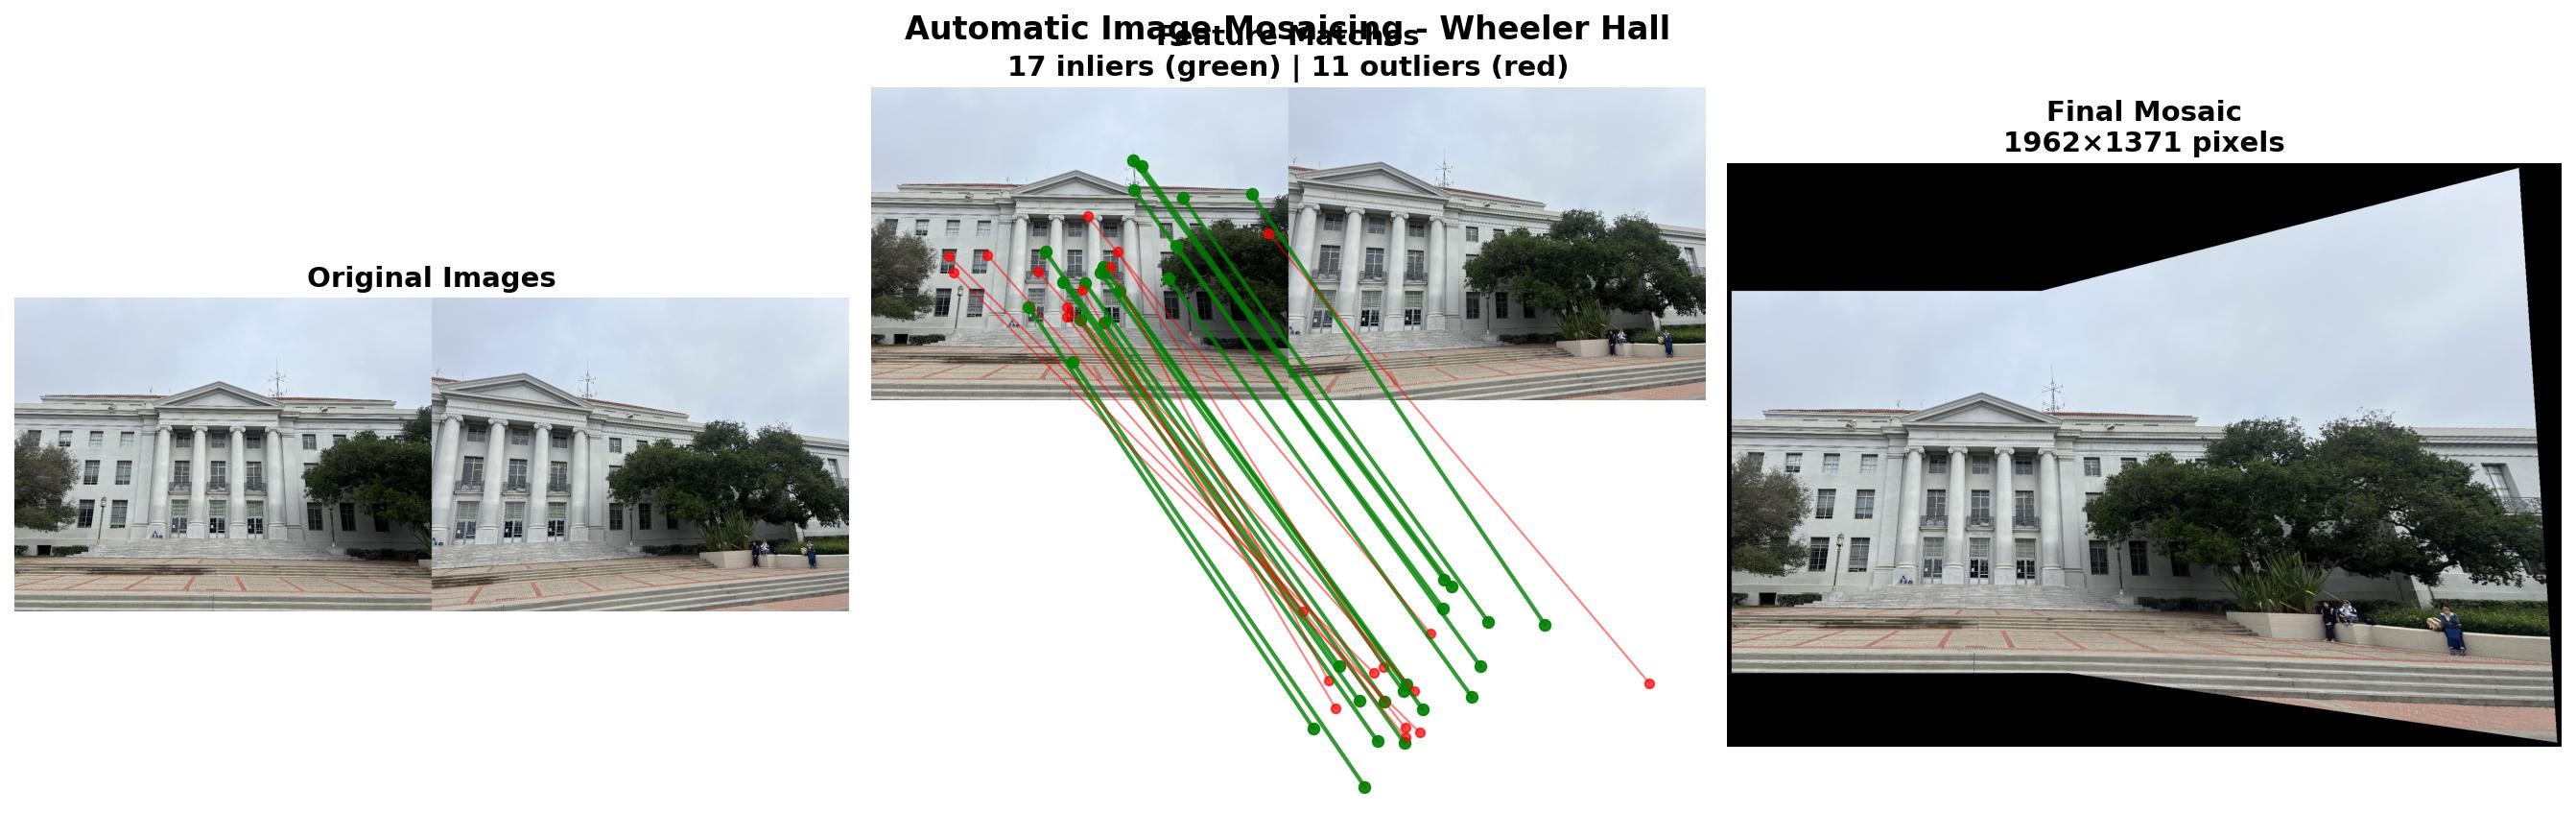 Automatic Image Mosaicing - Wheeler Hall
Feature Matches
17 inliers (green) | 11 outliers (red)
Original Images
Final Mosaic
1962×1371 pixels